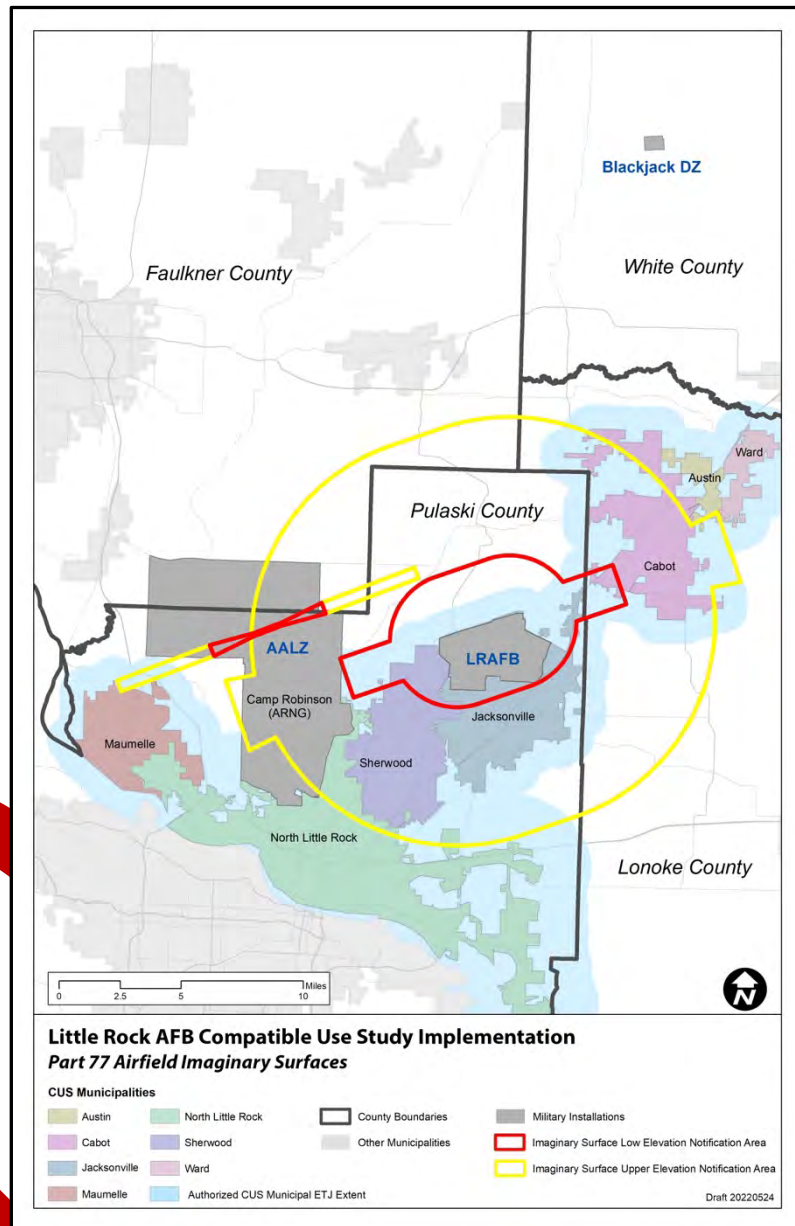 Blackjack DZ
Faulkner County
White County
Ward
Austin
Pulaski County
Cabot
AALZ
LRAFB
Camp Robinson
(ARNG)
Jacksonville
Maumelle
Sherwood
North Little Rock
Lonoke County
Miles
0 2.5 5 10
N
Little Rock AFB Compatible Use Study Implementation
Part 77 Airfield Imaginary Surfaces
CUS Municipalities
Austin
Cabot
Jacksonville
Maumelle
North Little Rock
Sherwood
Ward
Authorized CUS Municipal ETJ Extent
County Boundaries
Other Municipalities
Military Installations
Imaginary Surface Low Elevation Notification Area
Imaginary Surface Upper Elevation Notification Area
Draft 20220524